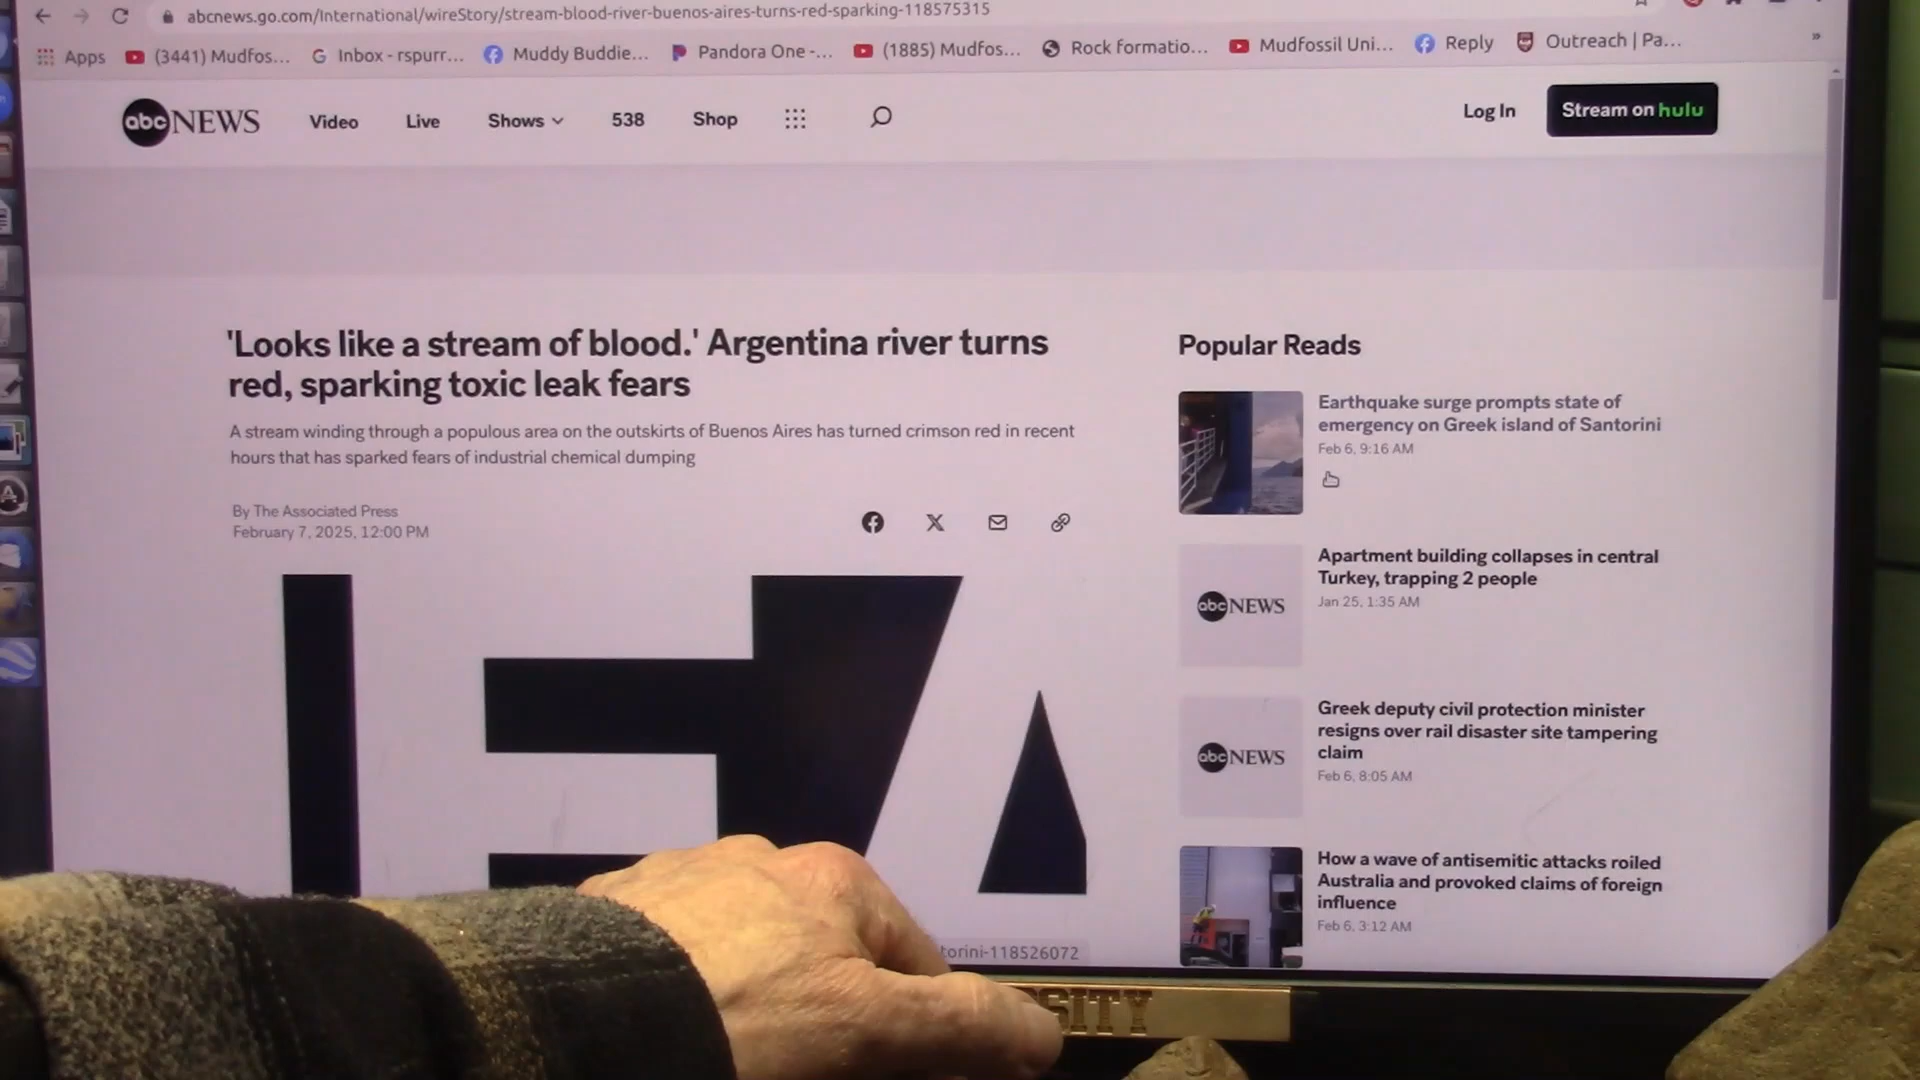 abcnews.go.com/International/wireStory/stream-blood-river-buenos-aires-turns-red-sparking-118575315
Apps (3441) Mudfos... Inbox - rspurr... Muddy Buddie... Pandora One -... (1885) Mudfos... Rock formatio... Mudfossil Uni... Reply Outreach | Pa... »
abc NEWS Video Live Shows 538 Shop Log In Stream on hulu
'Looks like a stream of blood.' Argentina river turns
red, sparking toxic leak fears
A stream winding through a populous area on the outskirts of Buenos Aires has turned crimson red in recent
hours that has sparked fears of industrial chemical dumping
By The Associated Press
February 7, 2025, 12:00 PM
Popular Reads
Earthquake surge prompts state of
emergency on Greek island of Santorini
Feb 6, 9:16 AM
abc NEWS
Apartment building collapses in central
Turkey, trapping 2 people
Jan 25, 1:35 AM
abc NEWS
Greek deputy civil protection minister
resigns over rail disaster site tampering
claim
Feb 6, 8:05 AM
How a wave of antisemitic attacks roiled
Australia and provoked claims of foreign
influence
Feb 6, 3:12 AM
torini-118526072
SITY